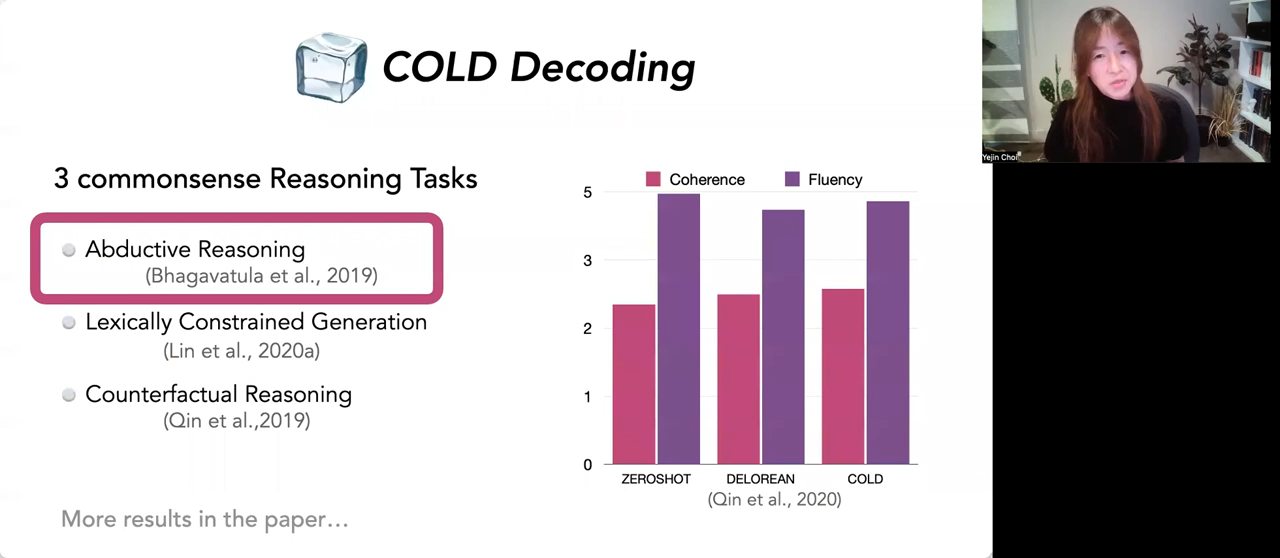 COLD Decoding
Yejin Choi
3 commonsense Reasoning Tasks
Abductive Reasoning
(Bhagavatula et al., 2019)
Lexically Constrained Generation
(Lin et al., 2020a)
Counterfactual Reasoning
(Qin et al.,2019)
More results in the paper…
Coherence
Fluency
5
3
2
1
0
ZEROSHOT
DELOREAN
COLD
(Qin et al., 2020)